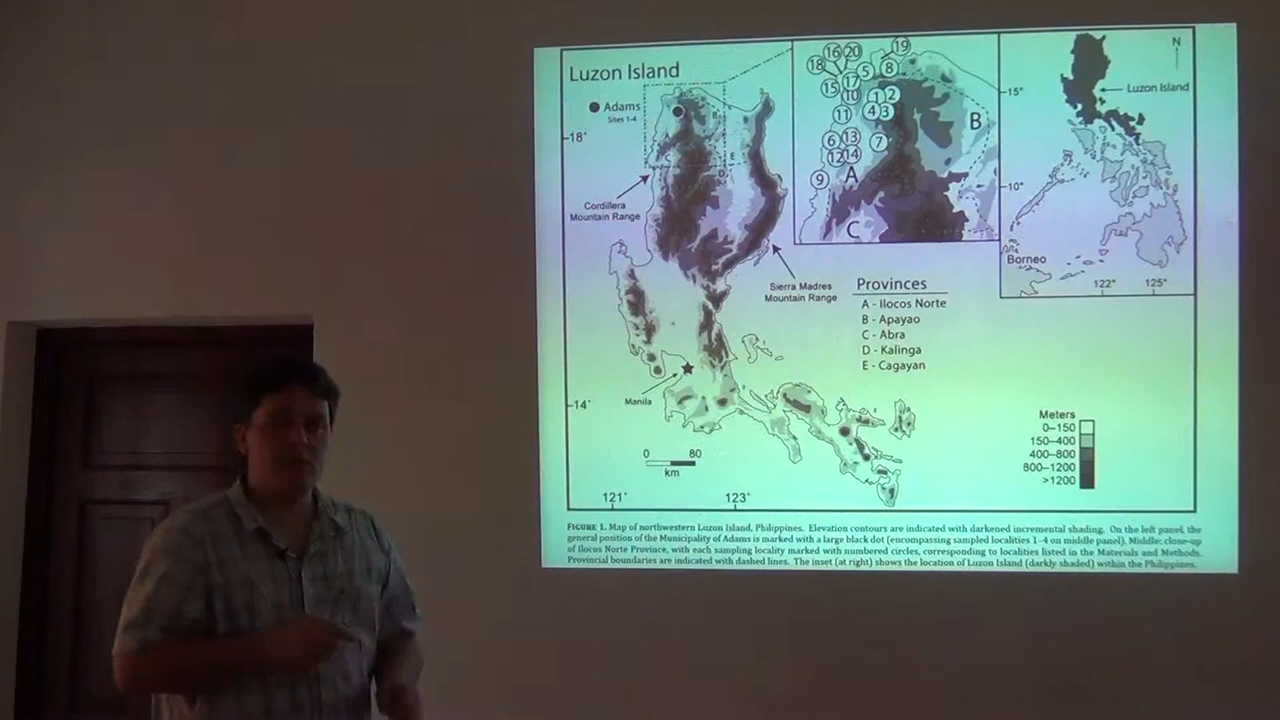 Luzon Island
Adams
Sites 1-4
18°
Cordillera
Mountain Range
Sierra Madres
Mountain Range
Manila
14°
0 80
km
121°
123°
B
C
D
E
16 20 19
18 5 8
15 17
10 1 2
11 4 3
6 13 7
12 14
9
A
B
C
N
15°
Luzon Island
10°
Borneo
122° 125°
Provinces
A - Ilocos Norte
B - Apayao
C - Abra
D - Kalinga
E - Cagayan
Meters
0–150
150–400
400–800
800–1200
>1200
FIGURE 1. Map of northwestern Luzon Island, Philippines. Elevation contours are indicated with darkened incremental shading. On the left panel, the
general position of the Municipality of Adams is marked with a large black dot (encompassing sampled localities 1–4 on middle panel). Middle: close-up
of Ilocos Norte Province, with each sampling locality marked with numbered circles, corresponding to localities listed in the Materials and Methods.
Provincial boundaries are indicated with dashed lines. The inset (at right) shows the location of Luzon Island (darkly shaded) within the Philippines.